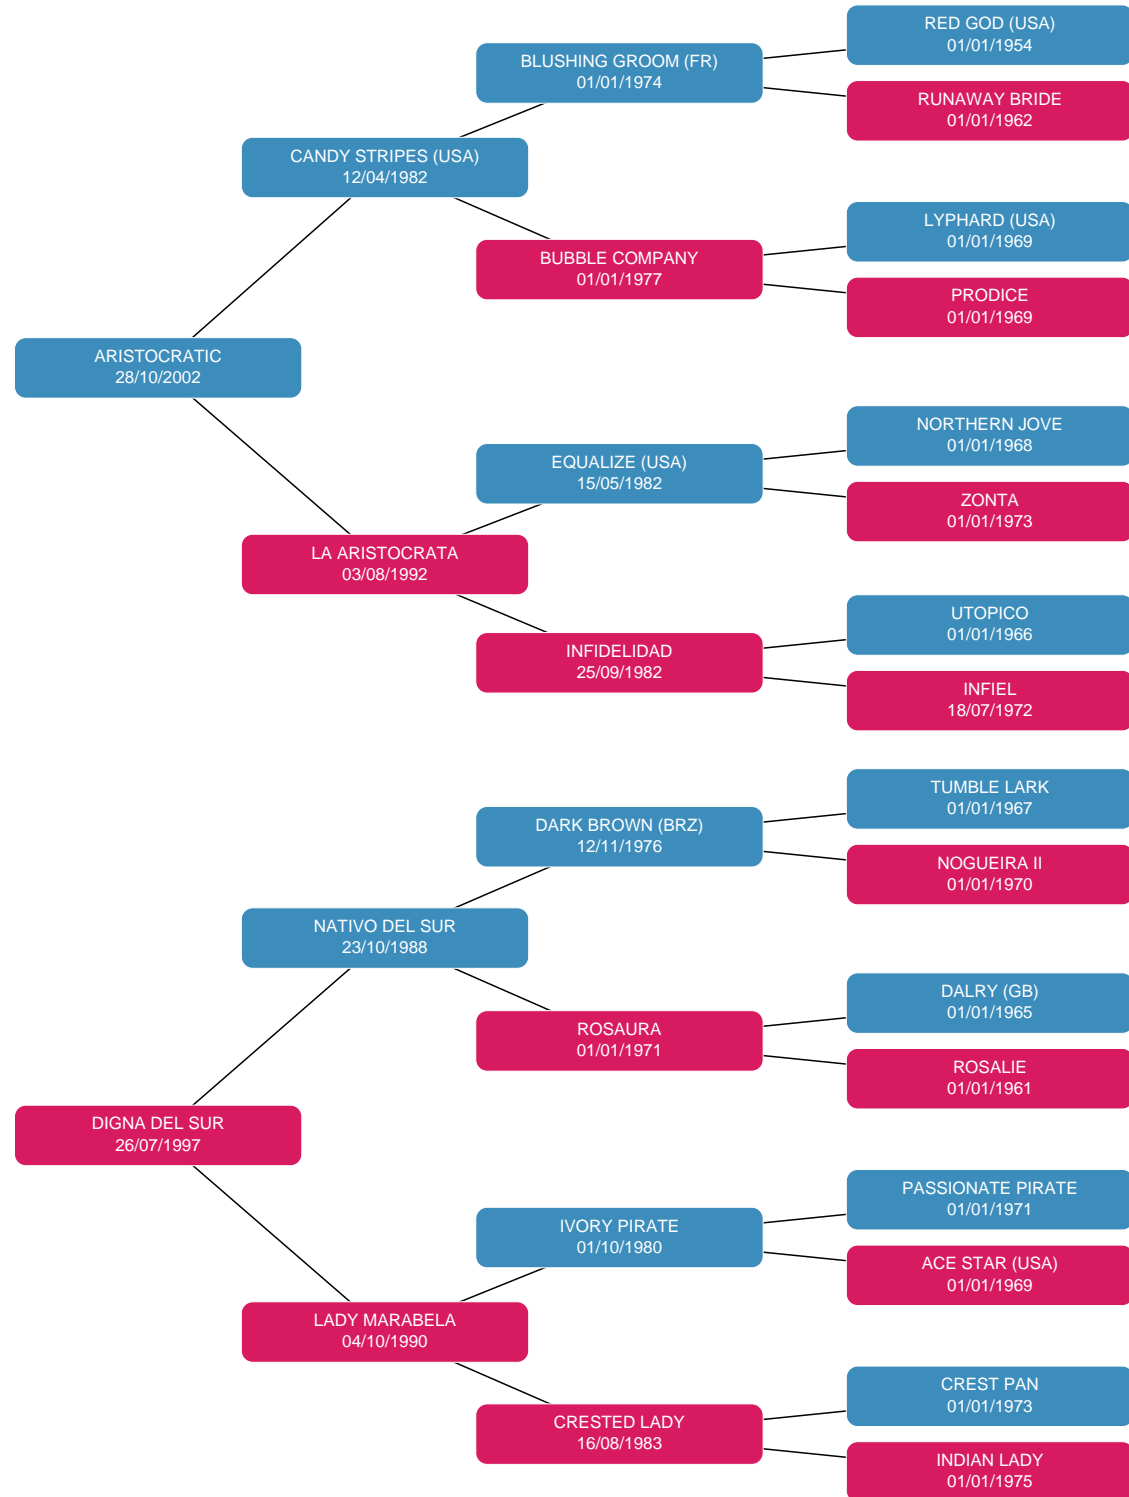 RED GOD (USA)
01/01/1954
BLUSHING GROOM (FR)
01/01/1974
RUNAWAY BRIDE
01/01/1962
CANDY STRIPES (USA)
12/04/1982
LYPHARD (USA)
01/01/1969
BUBBLE COMPANY
01/01/1977
PRODICE
01/01/1969
ARISTOCRATIC
28/10/2002
NORTHERN JOVE
01/01/1968
EQUALIZE (USA)
15/05/1982
ZONTA
01/01/1973
LA ARISTOCRATA
03/08/1992
UTOPICO
01/01/1966
INFIDELIDAD
25/09/1982
INFIEL
18/07/1972
TUMBLE LARK
01/01/1967
DARK BROWN (BRZ)
12/11/1976
NOGUEIRA II
01/01/1970
NATIVO DEL SUR
23/10/1988
DALRY (GB)
01/01/1965
ROSAURA
01/01/1971
ROSALIE
01/01/1961
DIGNA DEL SUR
26/07/1997
PASSIONATE PIRATE
01/01/1971
IVORY PIRATE
01/10/1980
ACE STAR (USA)
01/01/1969
LADY MARABELA
04/10/1990
CREST PAN
01/01/1973
CRESTED LADY
16/08/1983
INDIAN LADY
01/01/1975